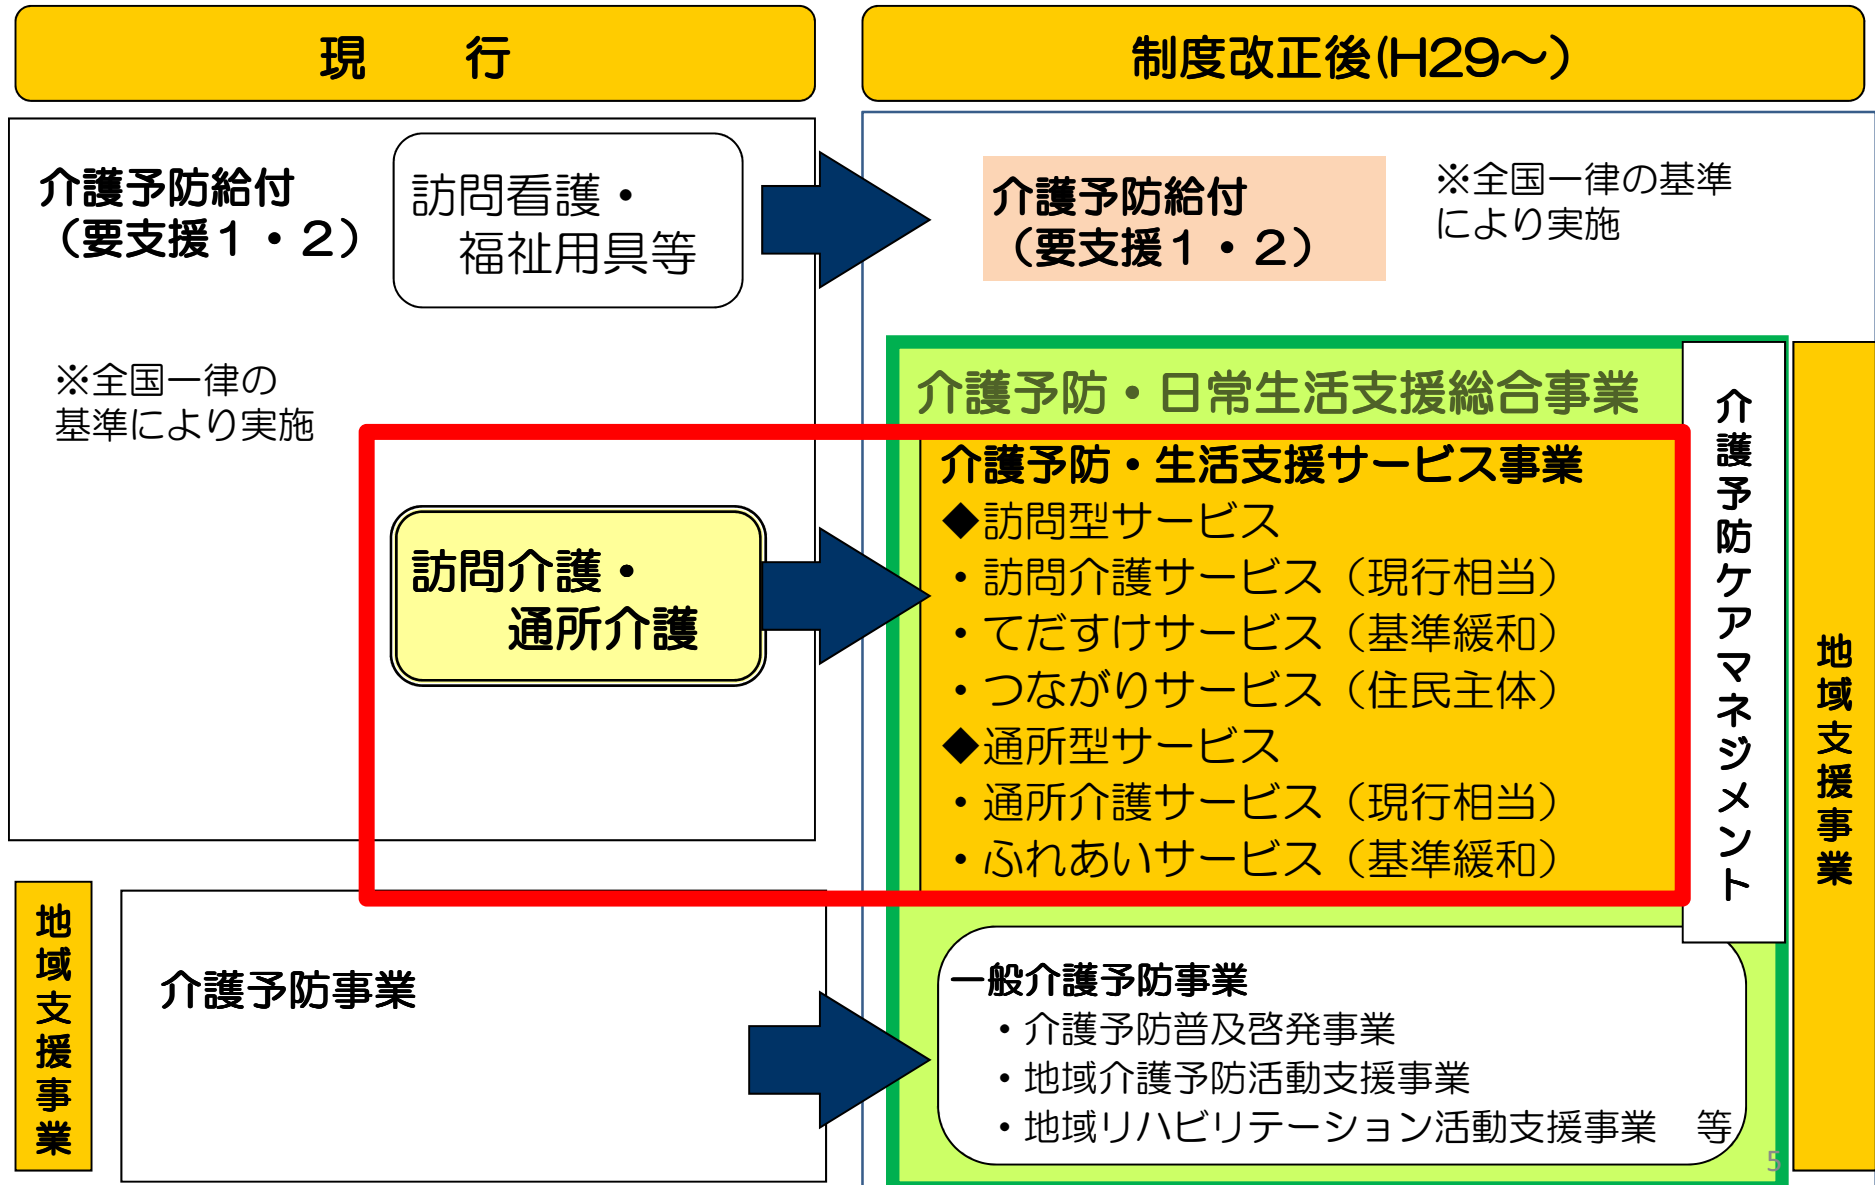 現　行
制度改正後(H29～)
介護予防給付
（要支援１・２）
訪問看護・
福祉用具等
※全国一律の
基準により実施
訪問介護・
通所介護
地域支援事業
介護予防事業
介護予防給付
（要支援１・２）
※全国一律の基準
により実施
介護予防・日常生活支援総合事業
介護予防・生活支援サービス事業
◆訪問型サービス
・訪問介護サービス（現行相当）
・てだすけサービス（基準緩和）
・つながりサービス（住民主体）
◆通所型サービス
・通所介護サービス（現行相当）
・ふれあいサービス（基準緩和）
介護予防ケアマネジメント
地域支援事業
一般介護予防事業
・介護予防普及啓発事業
・地域介護予防活動支援事業
・地域リハビリテーション活動支援事業　等
5